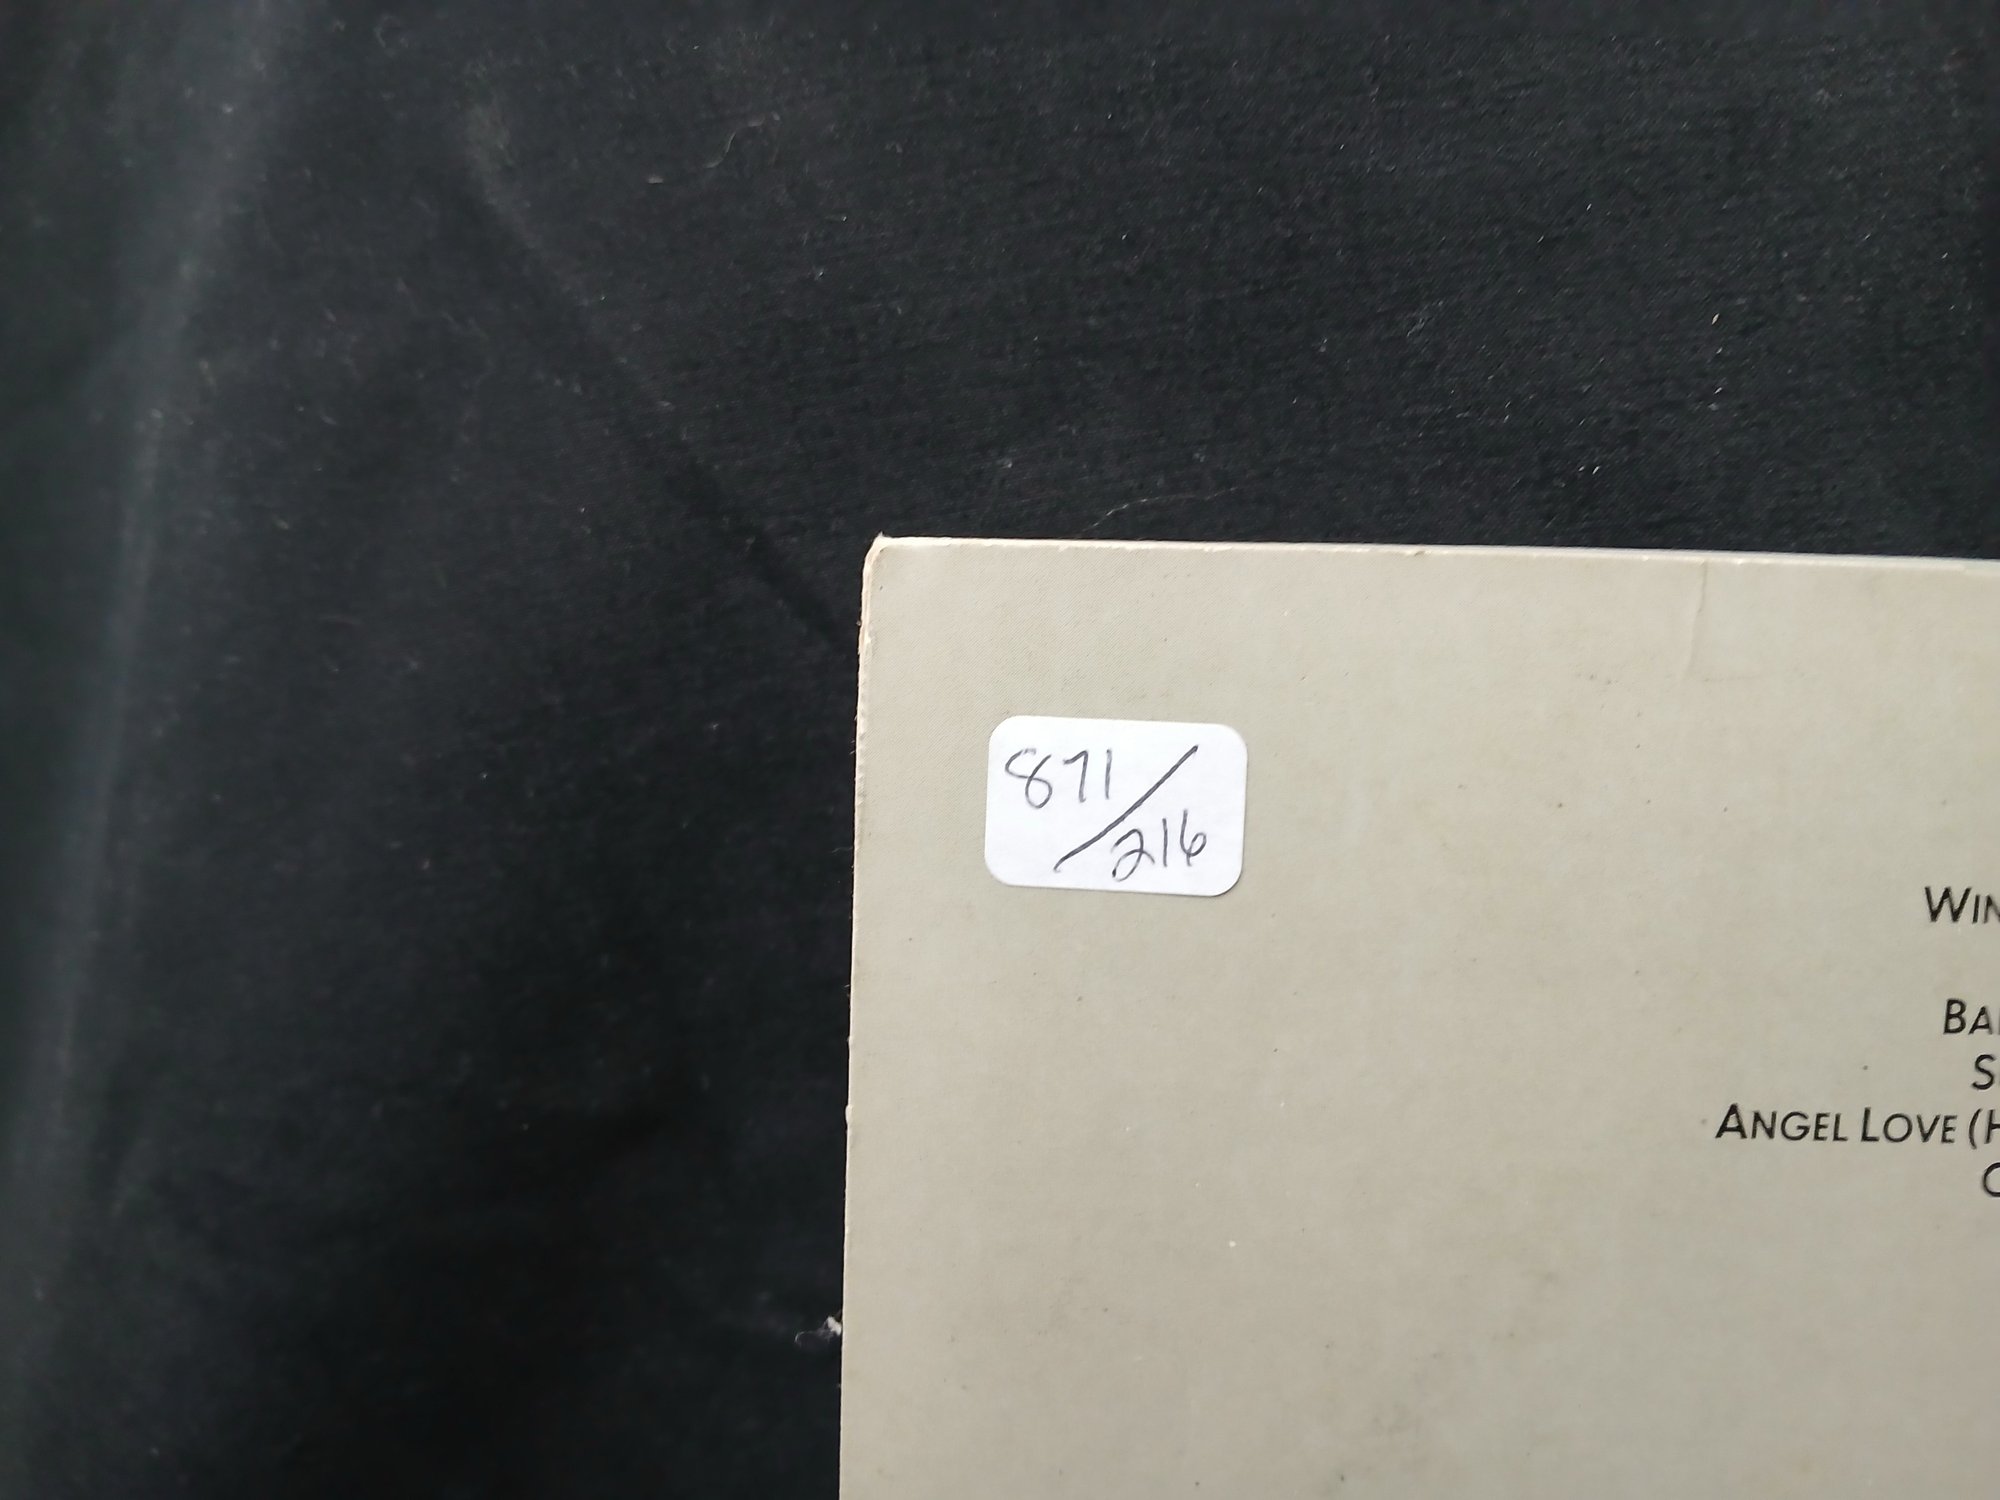 871/216
WIN
BA
S
ANGEL LOVE (H
C